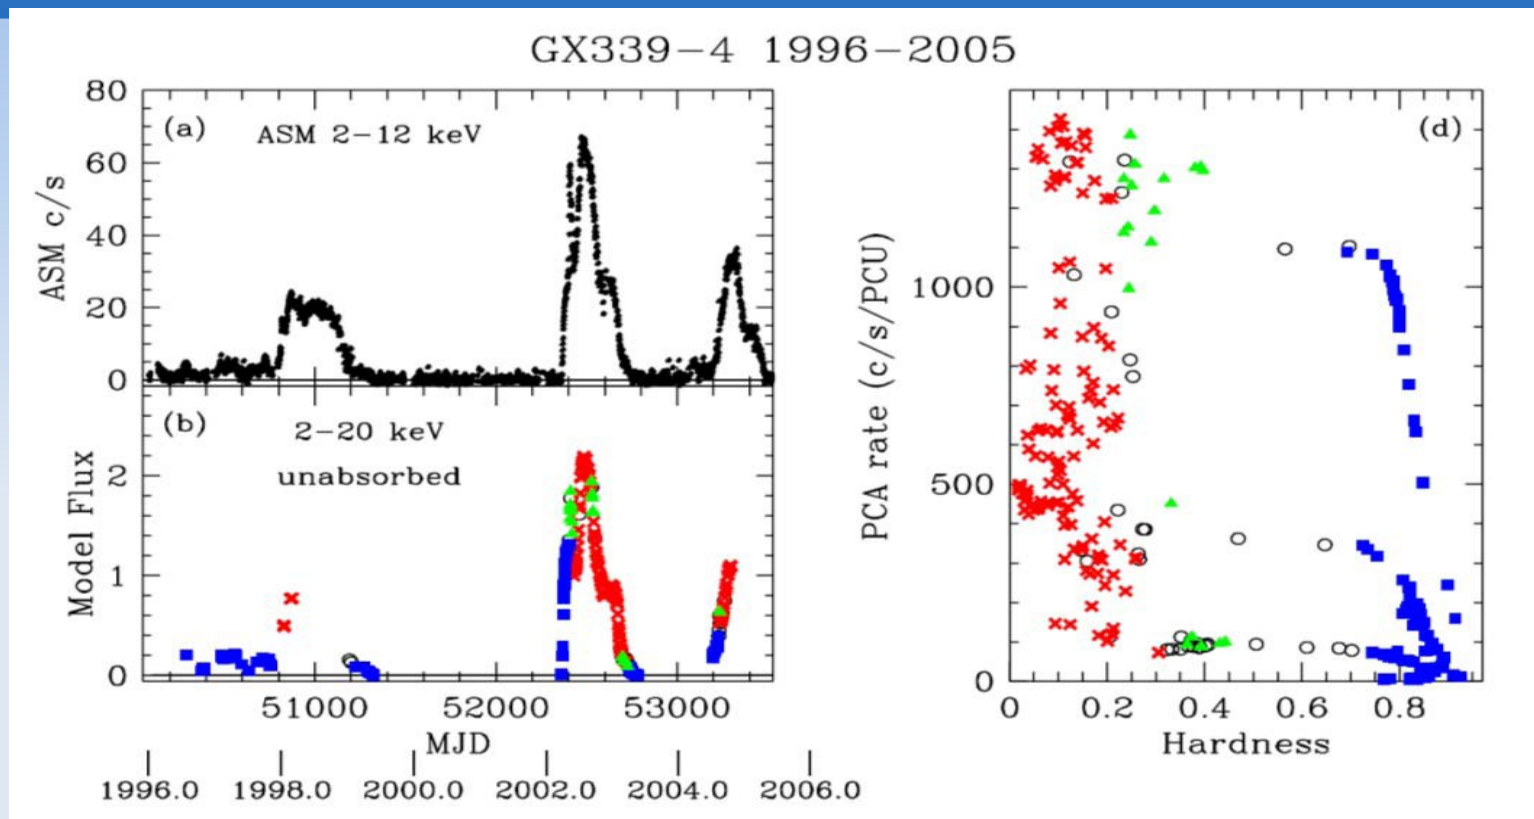 GX339-4 1996-2005
(a) ASM 2-12 keV
ASM c/s
80
60
40
20
0
(b) 2-20 keV
unabsorbed
Model Flux
2
1
0
51000 52000 53000
MJD
1996.0 1998.0 2000.0 2002.0 2004.0 2006.0
(d)
PCA rate (c/s/PCU)
1000
500
0
0 0.2 0.4 0.6 0.8
Hardness